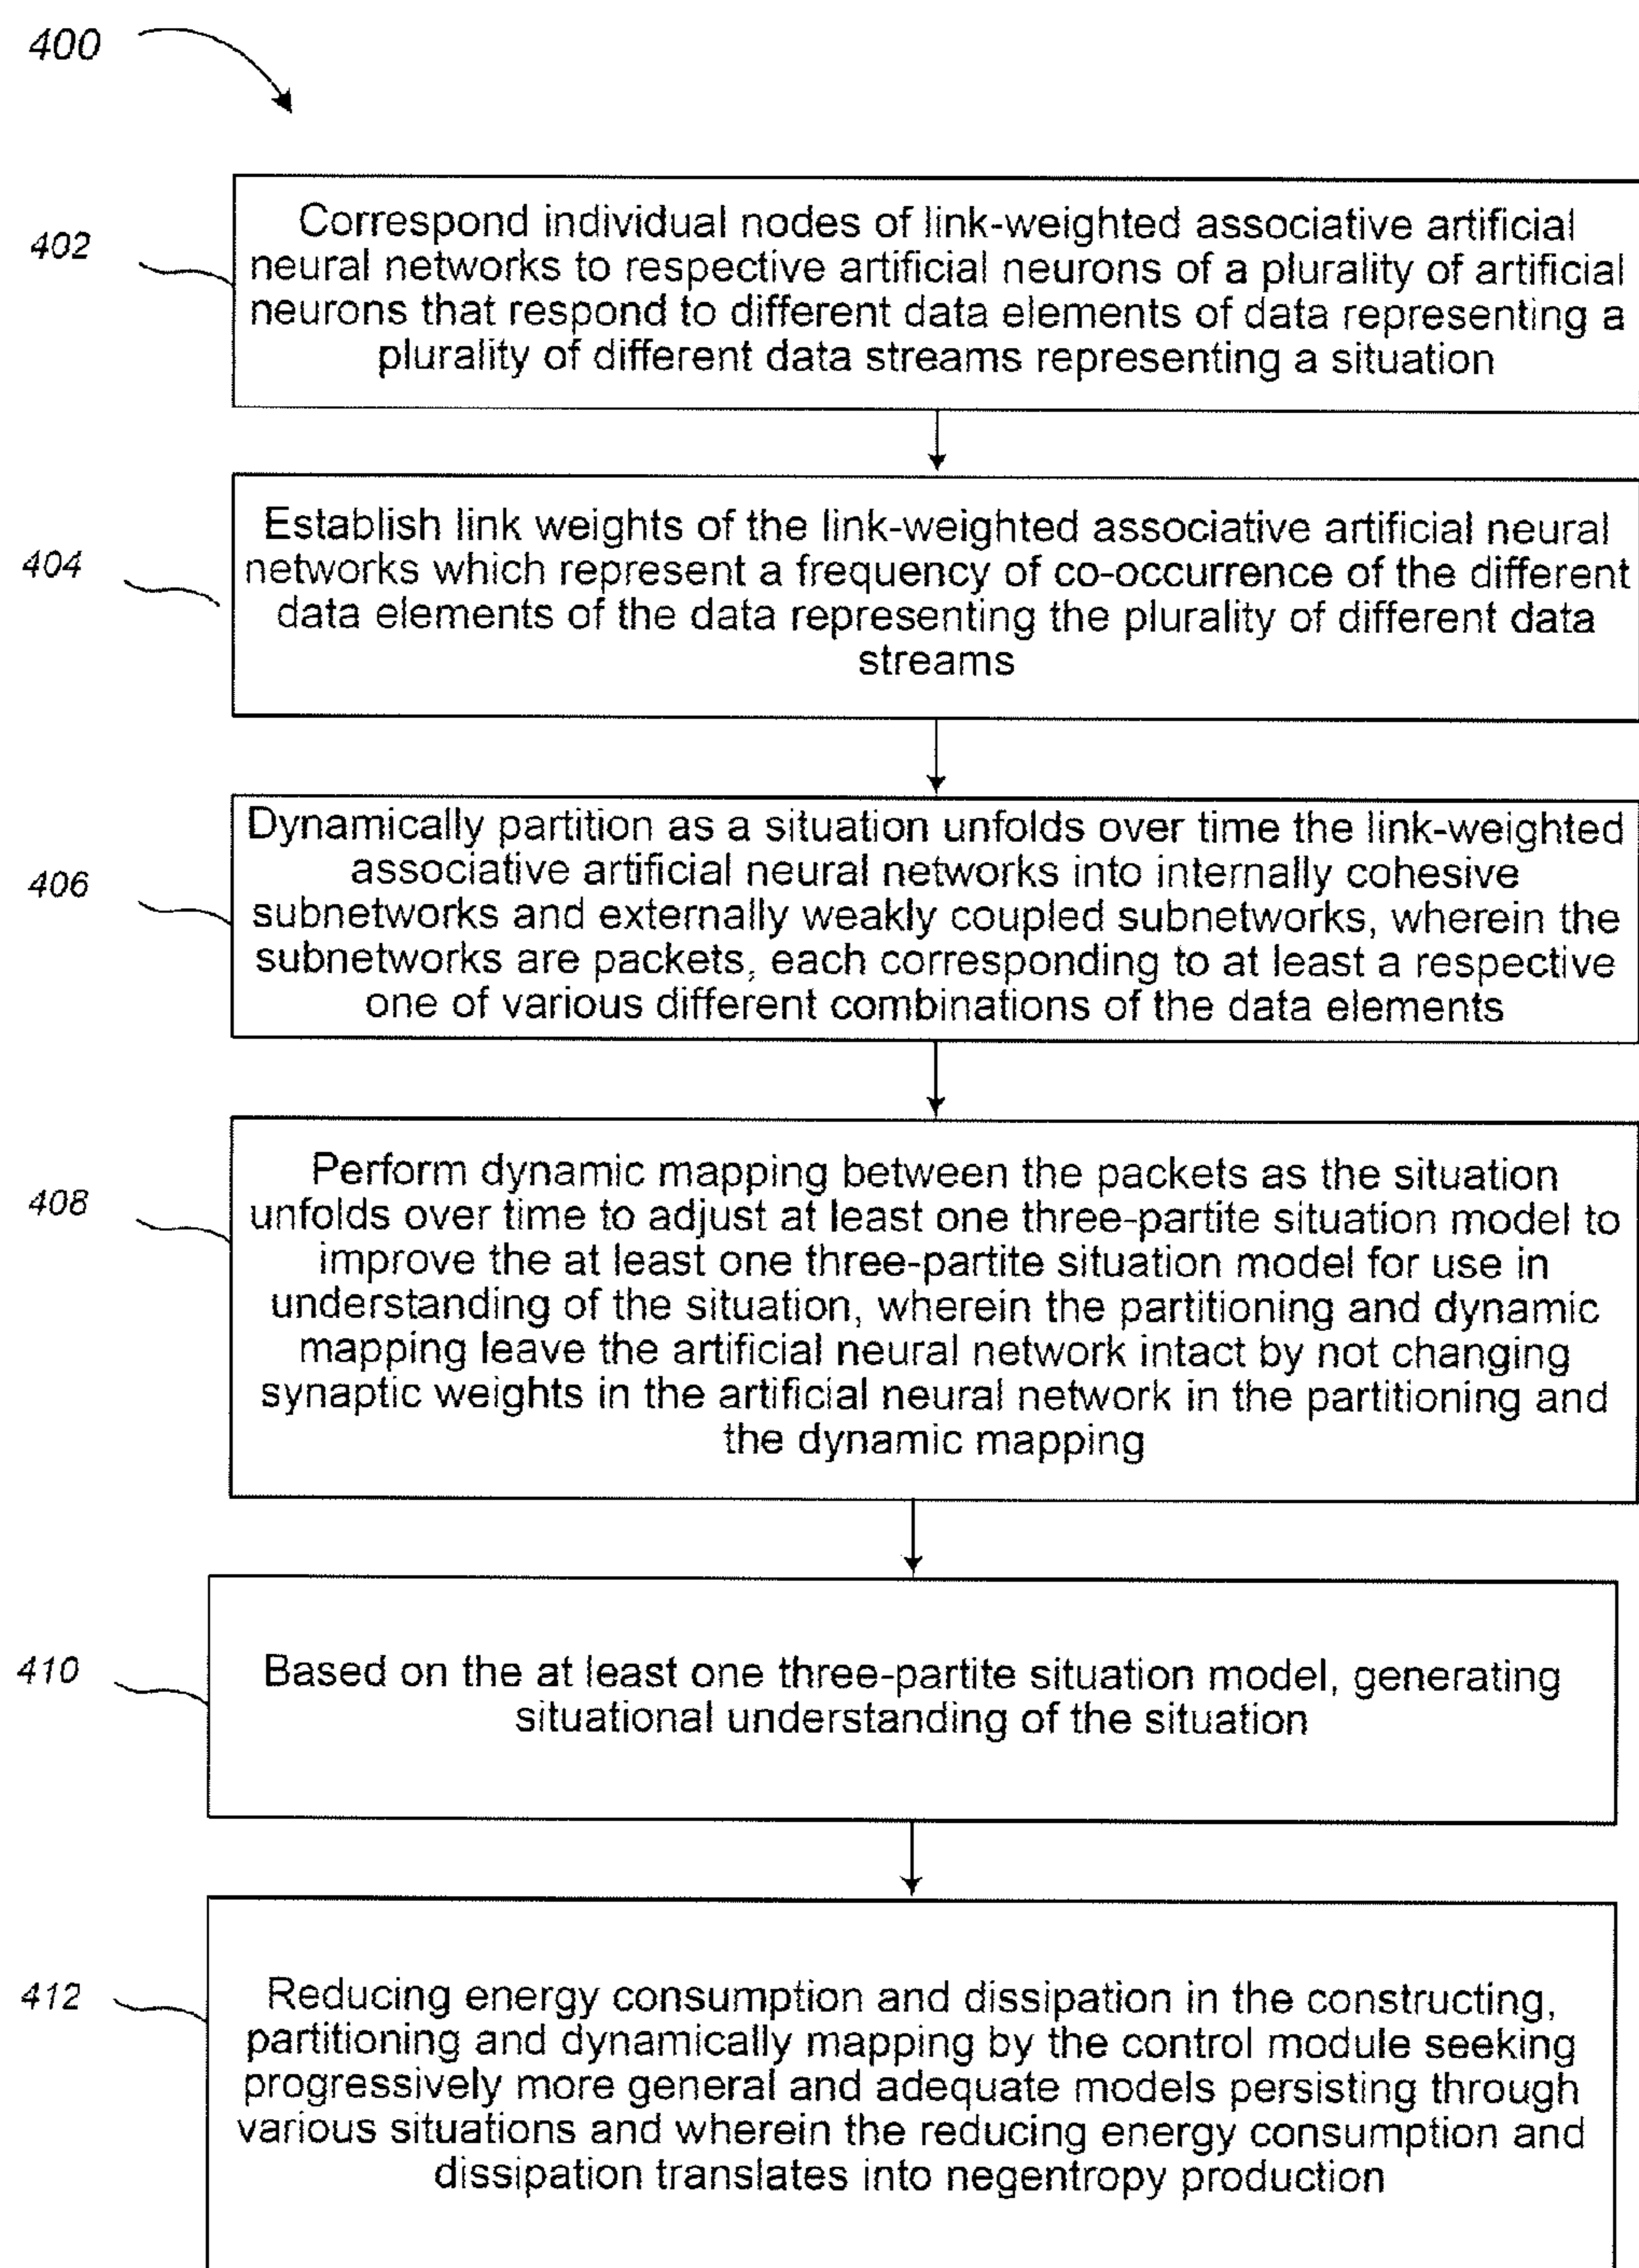 400
402
Correspond individual nodes of link-weighted associative artificial
neural networks to respective artificial neurons of a plurality of artificial
neurons that respond to different data elements of data representing a
plurality of different data streams representing a situation
404
Establish link weights of the link-weighted associative artificial neural
networks which represent a frequency of co-occurrence of the different
data elements of the data representing the plurality of different data
streams
406
Dynamically partition as a situation unfolds over time the link-weighted
associative artificial neural networks into internally cohesive
subnetworks and externally weakly coupled subnetworks, wherein the
subnetworks are packets, each corresponding to at least a respective
one of various different combinations of the data elements
408
Perform dynamic mapping between the packets as the situation
unfolds over time to adjust at least one three-partite situation model to
improve the at least one three-partite situation model for use in
understanding of the situation, wherein the partitioning and dynamic
mapping leave the artificial neural network intact by not changing
synaptic weights in the artificial neural network in the partitioning and
the dynamic mapping
410
Based on the at least one three-partite situation model, generating
situational understanding of the situation
412
Reducing energy consumption and dissipation in the constructing,
partitioning and dynamically mapping by the control module seeking
progressively more general and adequate models persisting through
various situations and wherein the reducing energy consumption and
dissipation translates into negentropy production